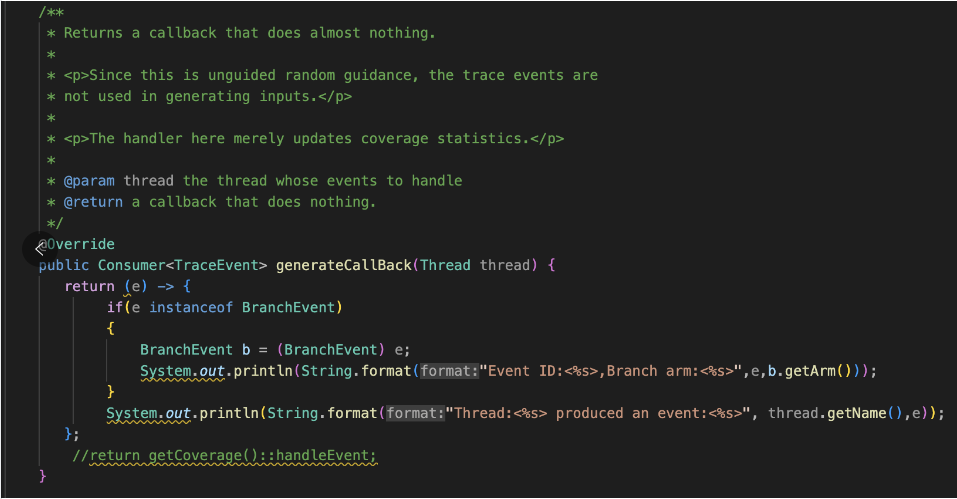 /**
* Returns a callback that does almost nothing.
*
* <p>Since this is unguided random guidance, the trace events are
* not used in generating inputs.</p>
*
* <p>The handler here merely updates coverage statistics.</p>
*
* @param thread the thread whose events to handle
* @return a callback that does nothing.
*/
@Override
public Consumer<TraceEvent> generateCallBack(Thread thread) {
return (e) -> {
if(e instanceof BranchEvent)
{
BranchEvent b = (BranchEvent) e;
System.out.println(String.format(format:"Event ID:<%s>,Branch arm:<%s>",e,b.getArm()));
}
System.out.println(String.format(format:"Thread:<%s> produced an event:<%s>", thread.getName(),e));
};
//return getCoverage()::handleEvent;
}